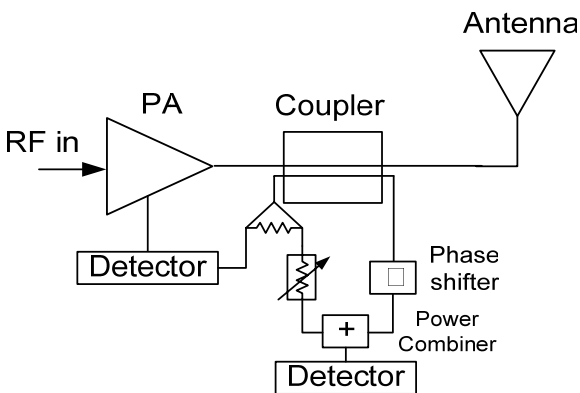 Antenna
PA
Coupler
RF in
Detector
Phase
shifter
+
Power
Combiner
Detector